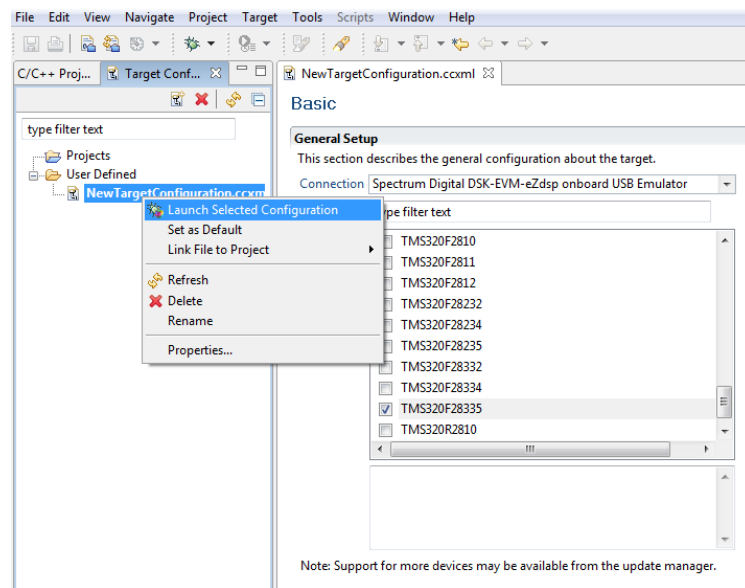 File Edit View Navigate Project Target Tools Scripts Window Help
C/C++ Proj... Target Conf...
NewTargetConfiguration.ccxml
type filter text
Projects
User Defined
NewTargetConfiguration.ccxm
Launch Selected Configuration
Set as Default
Link File to Project
Refresh
Delete
Rename
Properties...
Basic
General Setup
This section describes the general configuration about the target.
Connection Spectrum Digital DSK-EVM-eZdsp onboard USB Emulator
pe filter text
TMS320F2810
TMS320F2811
TMS320F2812
TMS320F28232
TMS320F28234
TMS320F28235
TMS320F28332
TMS320F28334
TMS320F28335
TMS320R2810
Note: Support for more devices may be available from the update manager.